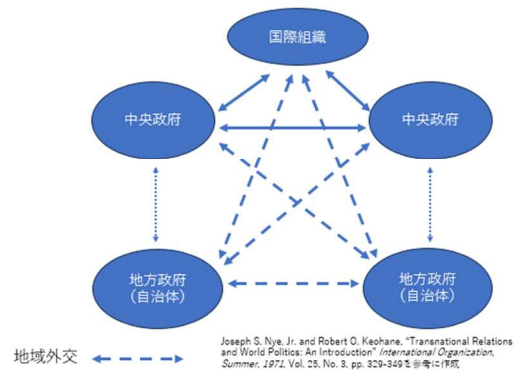 国際組織
中央政府
中央政府
地方政府
(自治体)
地方政府
(自治体)
地域外交
Joseph S. Nye, Jr. and Robert O. Keohane, "Transnational Relations
and World Politics: An Introduction" International Organization,
Summer, 1971, Vol. 25, No. 3, pp. 329-349を参考に作成